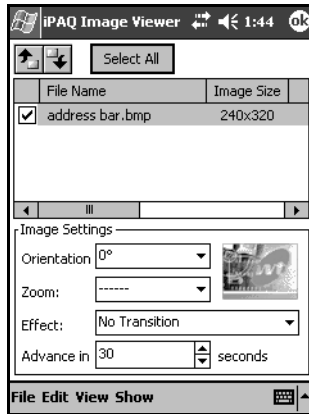 iPAQ Image Viewer 1:44 ok
Select All
File Name Image Size
address bar.bmp 240x320
Image Settings
Orientation 0°
Zoom: ------
Effect: No Transition
Advance in 30 seconds
File Edit View Show